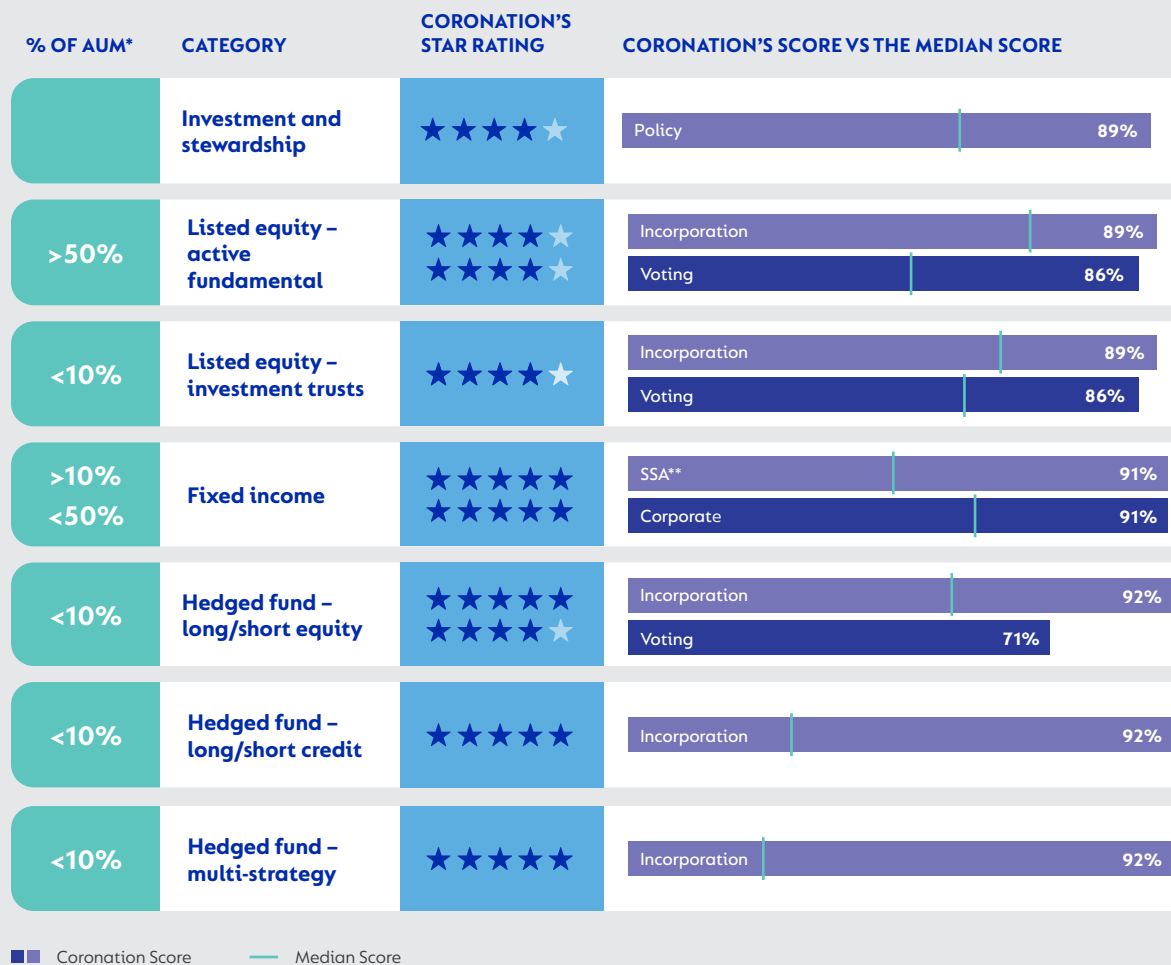 % OF AUM*
CATEGORY
CORONATION'S
STAR RATING
CORONATION'S SCORE VS THE MEDIAN SCORE
Investment and
stewardship
Policy
89%
>50%
Listed equity –
active
fundamental
Incorporation
89%
Voting
86%
<10%
Listed equity –
investment trusts
Incorporation
89%
Voting
86%
>10%
<50%
Fixed income
SSA**
91%
Corporate
91%
<10%
Hedged fund –
long/short equity
Incorporation
92%
Voting
71%
<10%
Hedged fund –
long/short credit
Incorporation
92%
<10%
Hedged fund –
multi-strategy
Incorporation
92%
Coronation Score
Median Score